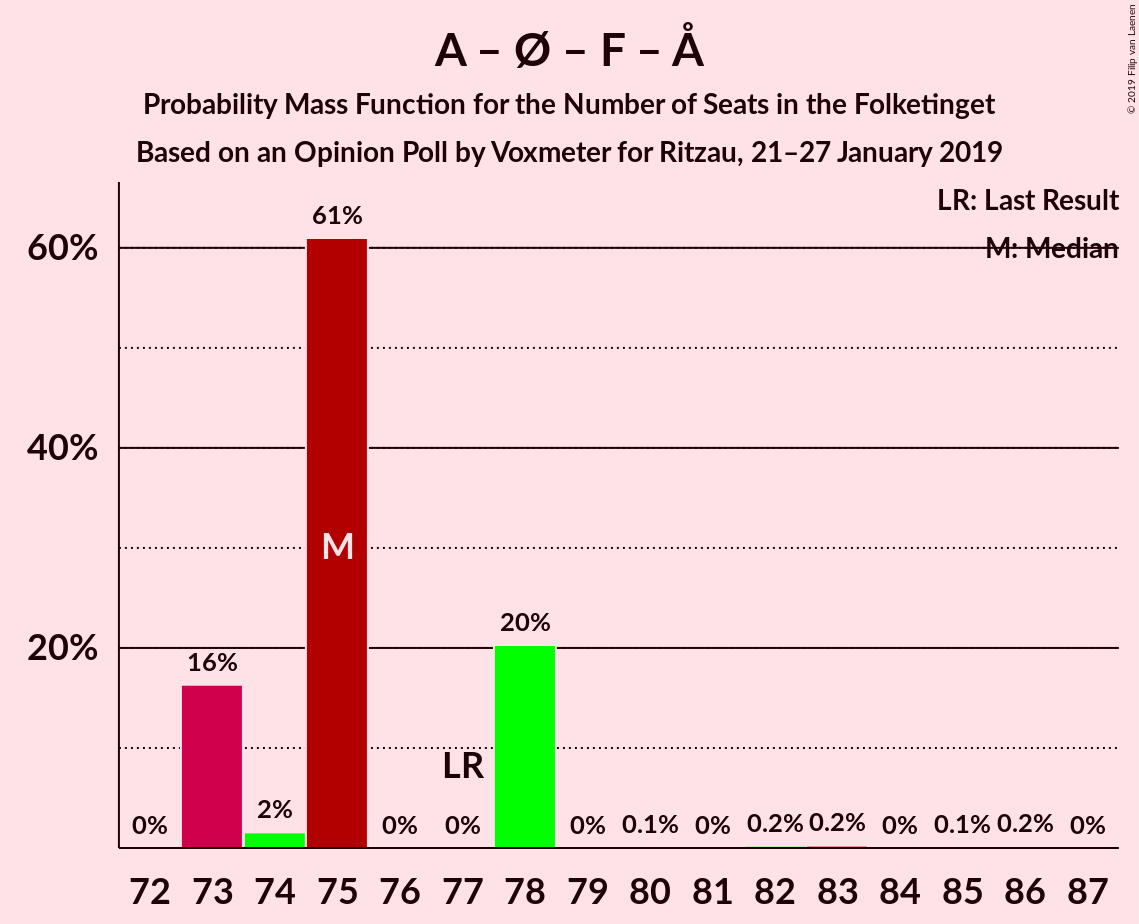 A – Ø – F – Å
Probability Mass Function for the Number of Seats in the Folketinget
Based on an Opinion Poll by Voxmeter for Ritzau, 21–27 January 2019
© 2019 Filip van Laenen
LR: Last Result
M: Median
60%
40%
20%
0% 16% 2% 61% 0% 0% 20% 0% 0.1% 0% 0.2% 0.2% 0% 0.1% 0.2% 0%
M
LR
72 73 74 75 76 77 78 79 80 81 82 83 84 85 86 87